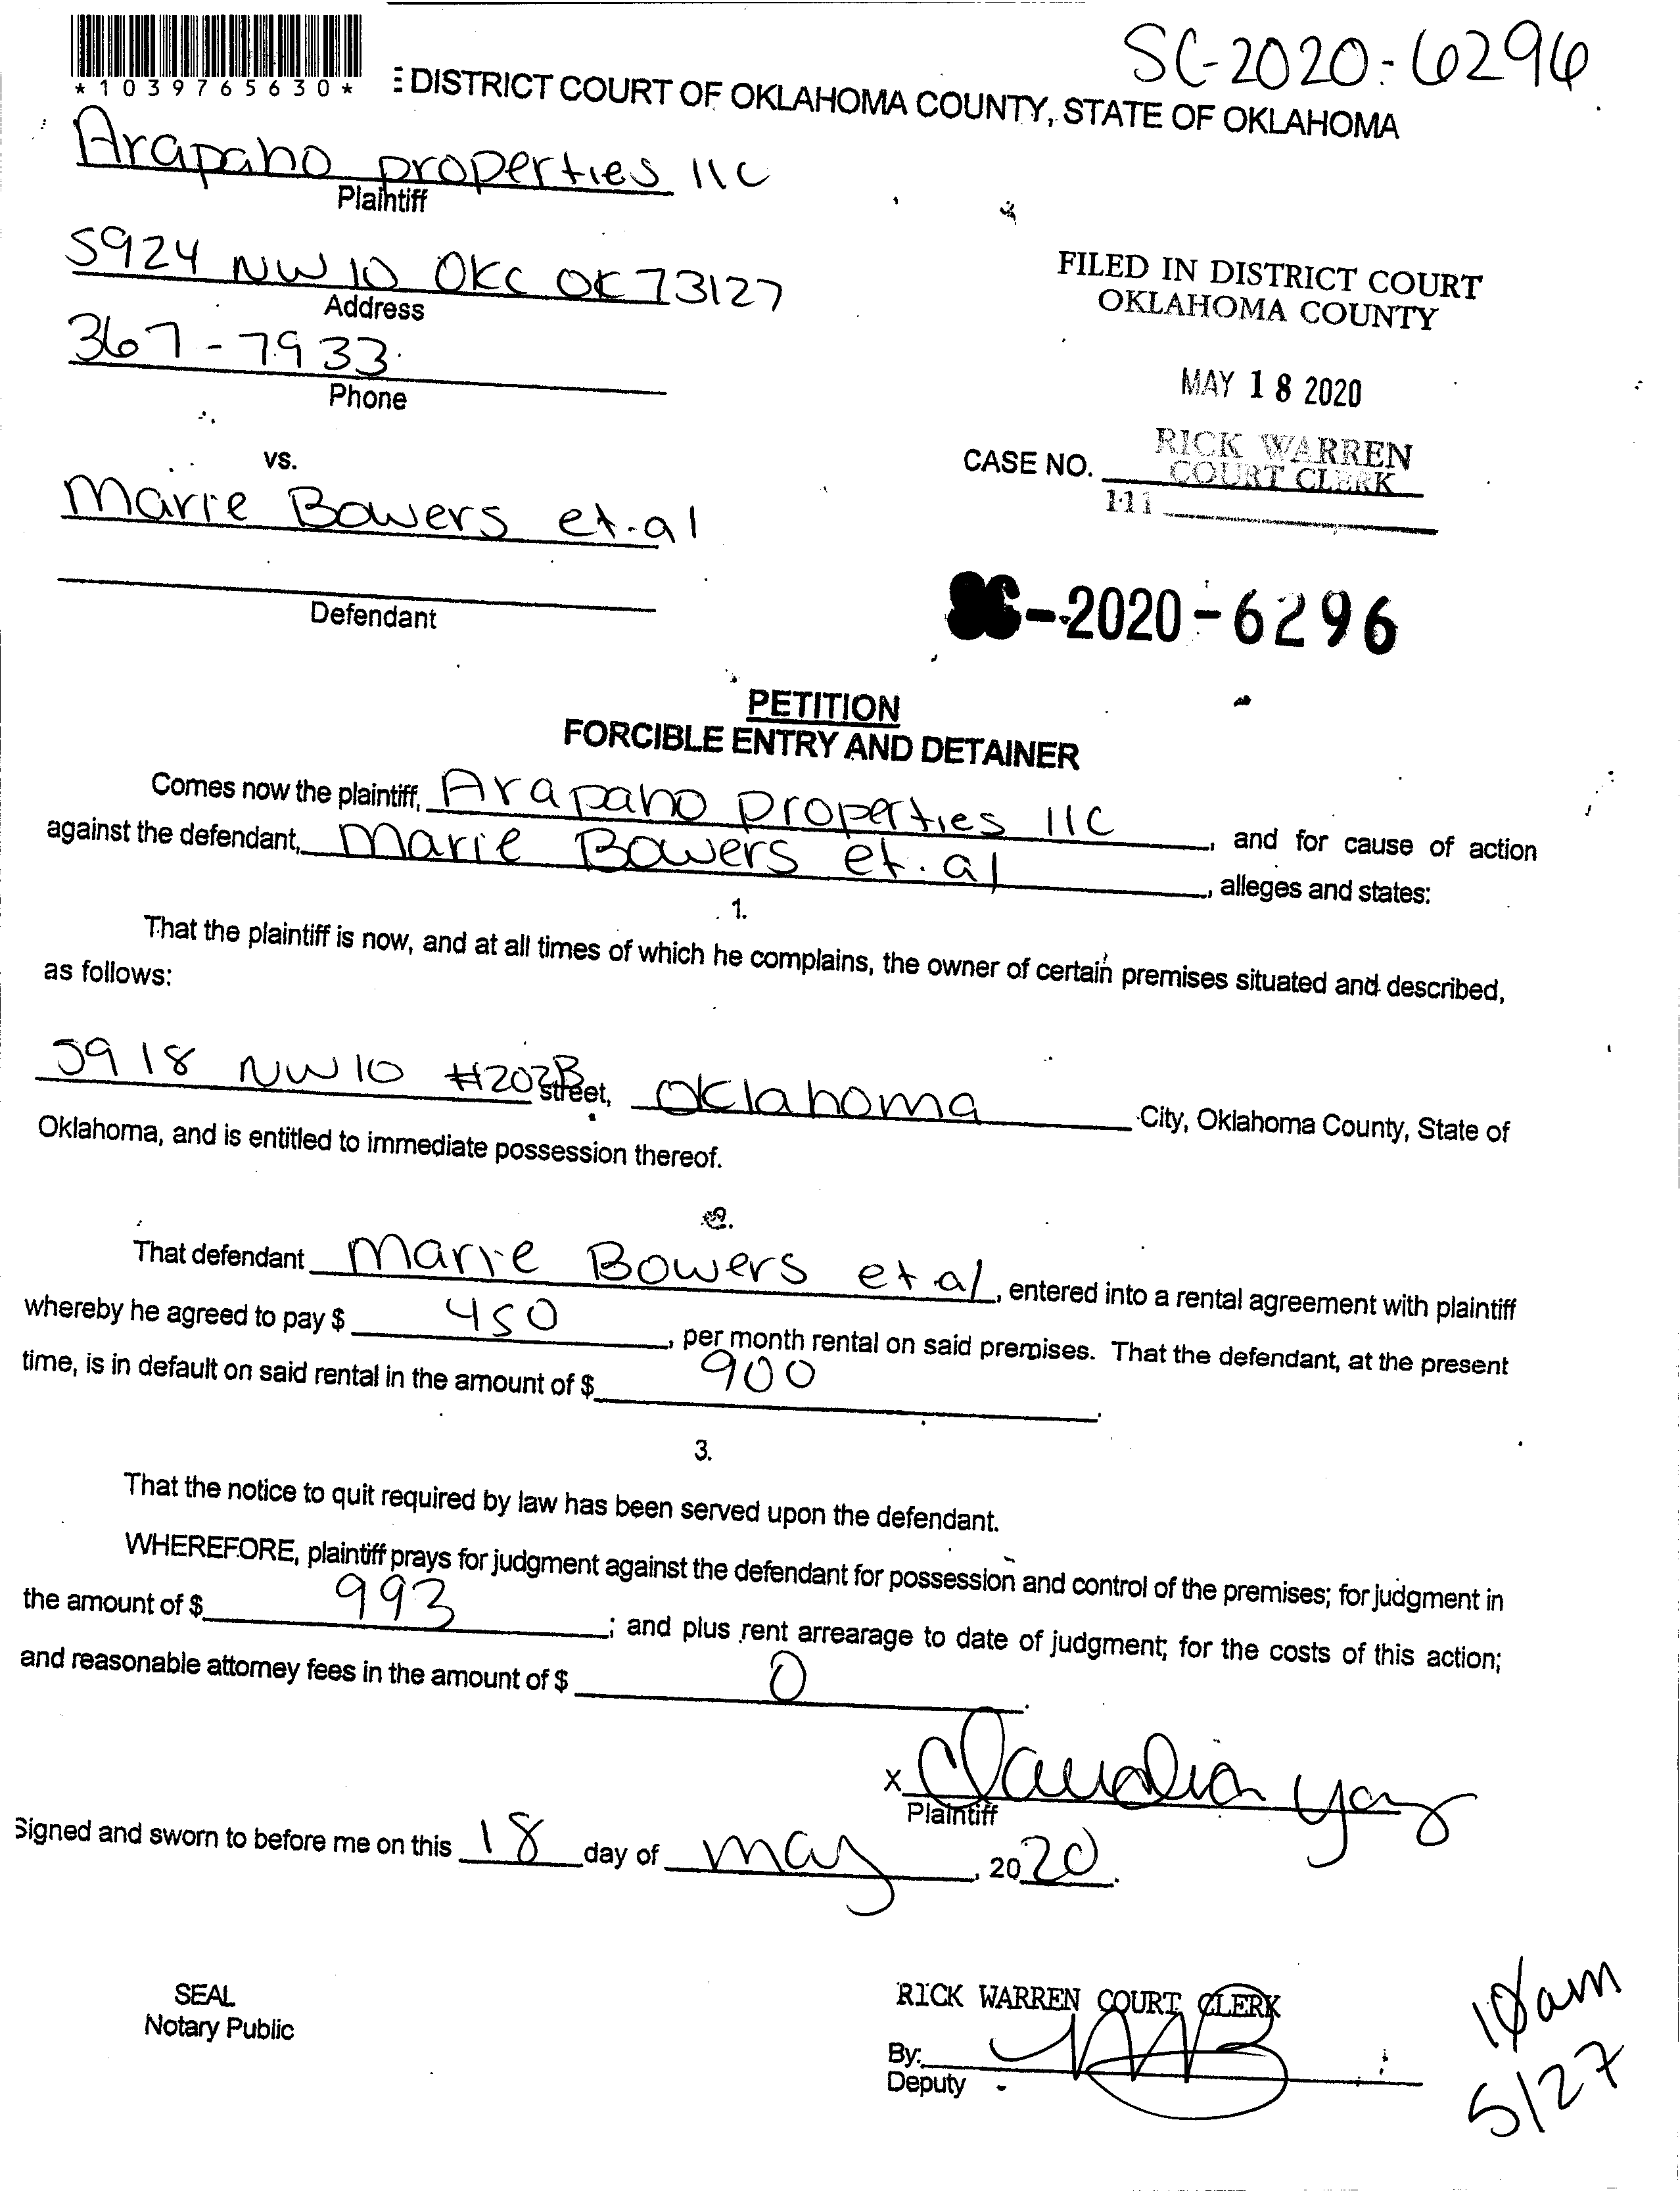 SC-2020-6296
*1039765630*
E DISTRICT COURT OF OKLAHOMA COUNTY, STATE OF OKLAHOMA
Arapaho properties llc
Plaintiff
5924 NW 10 OKC OK 73127
Address
FILED IN DISTRICT COURT
OKLAHOMA COUNTY
367-7933
Phone
MAY 18 2020
vs.
CASE NO.
RICK WARREN
COURT CLERK
111
Marie Bowers et.al
Defendant
SC-2020-6296
PETITION
FORCIBLE ENTRY AND DETAINER
Comes now the plaintiff, Arapaho properties llc, and for cause of action
against the defendant, Marie Bowers et.al, alleges and states:
1.
That the plaintiff is now, and at all times of which he complains, the owner of certain premises situated and described,
as follows:
5918 NW 10 #202B street, Oklahoma City, Oklahoma County, State of
Oklahoma, and is entitled to immediate possession thereof.
2.
That defendant Marie Bowers et al, entered into a rental agreement with plaintiff
whereby he agreed to pay $ 450, per month rental on said premises. That the defendant, at the present
time, is in default on said rental in the amount of $ 900.
3.
That the notice to quit required by law has been served upon the defendant.
WHEREFORE, plaintiff prays for judgment against the defendant for possession and control of the premises; for judgment in
the amount of $ 993; and plus rent arrearage to date of judgment; for the costs of this action;
and reasonable attorney fees in the amount of $ 0.
x Claudia
Plaintiff
Signed and sworn to before me on this 18 day of may, 2020.
SEAL
Notary Public
RICK WARREN COURT CLERK
By:
Deputy
10am
5/27